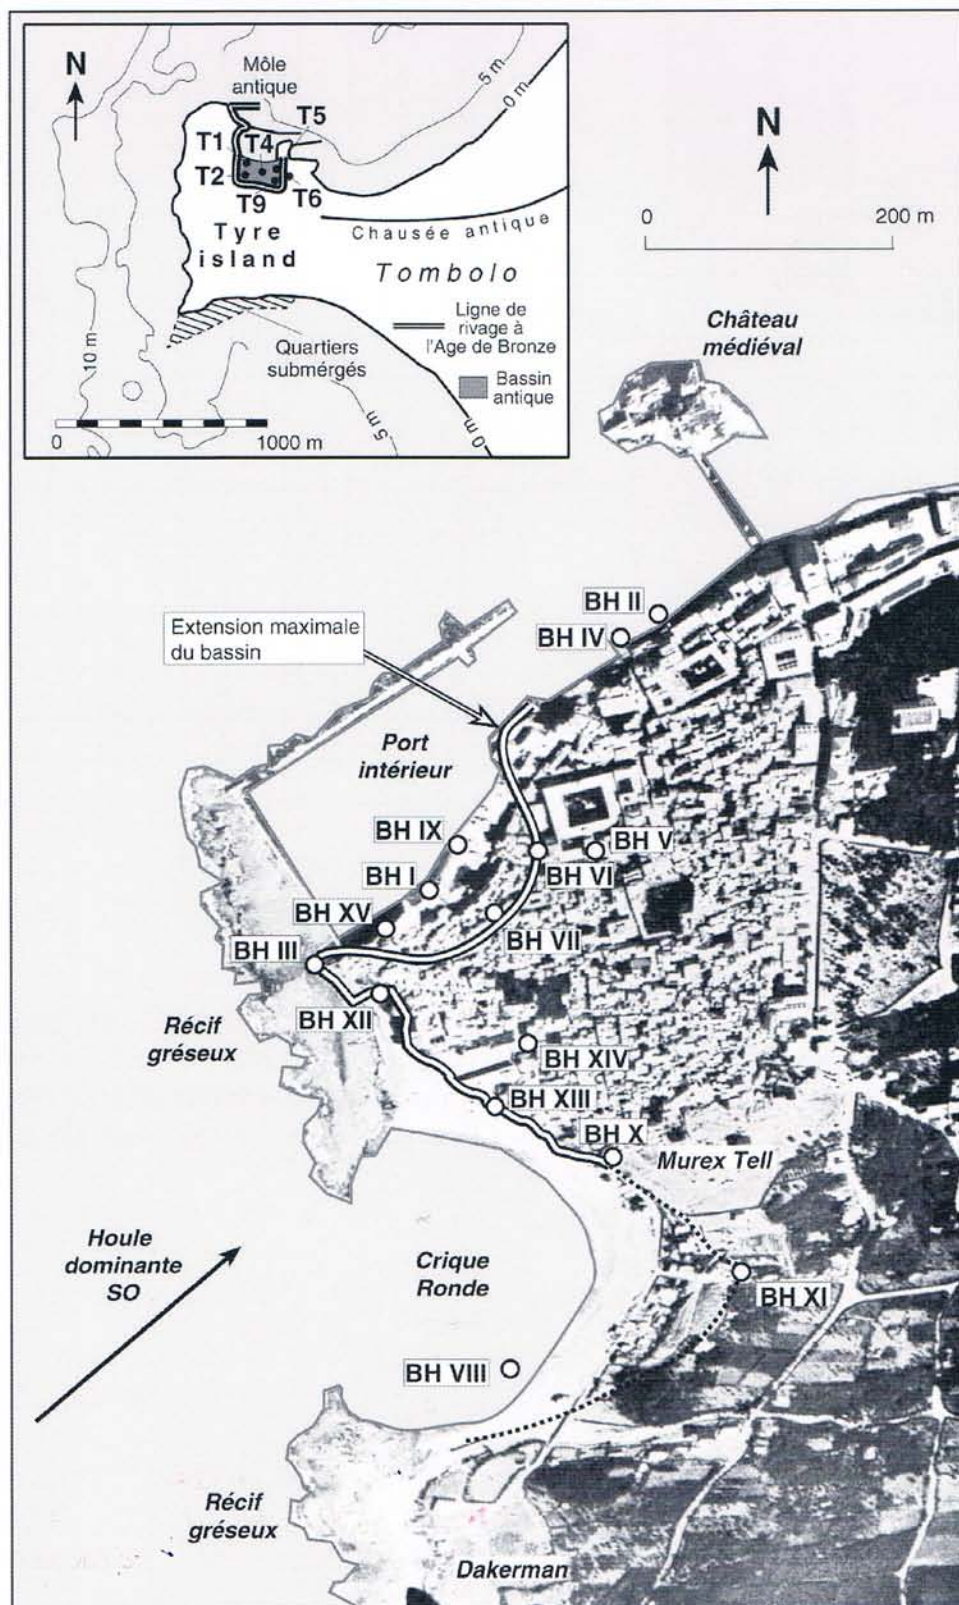 N
Môle
antique
5 m
0 m
T5
T1
T4
T2
T6
T9
Tyre
island
Chausée antique
Tombolo
Ligne de
rivage à
l'Age de Bronze
Quartiers
submérgés
Bassin
antique
10 m
5 m
0 m
0
1000 m
N
0
200 m
Château
médiéval
BH II
BH IV
Extension maximale
du bassin
Port
intérieur
BH IX
BH V
BH VI
BH I
BH XV
BH VII
BH III
BH XII
Récif
gréseux
BH XIV
BH XIII
BH X
Murex Tell
Houle
dominante
SO
Crique
Ronde
BH XI
BH VIII
Récif
gréseux
Dakerman